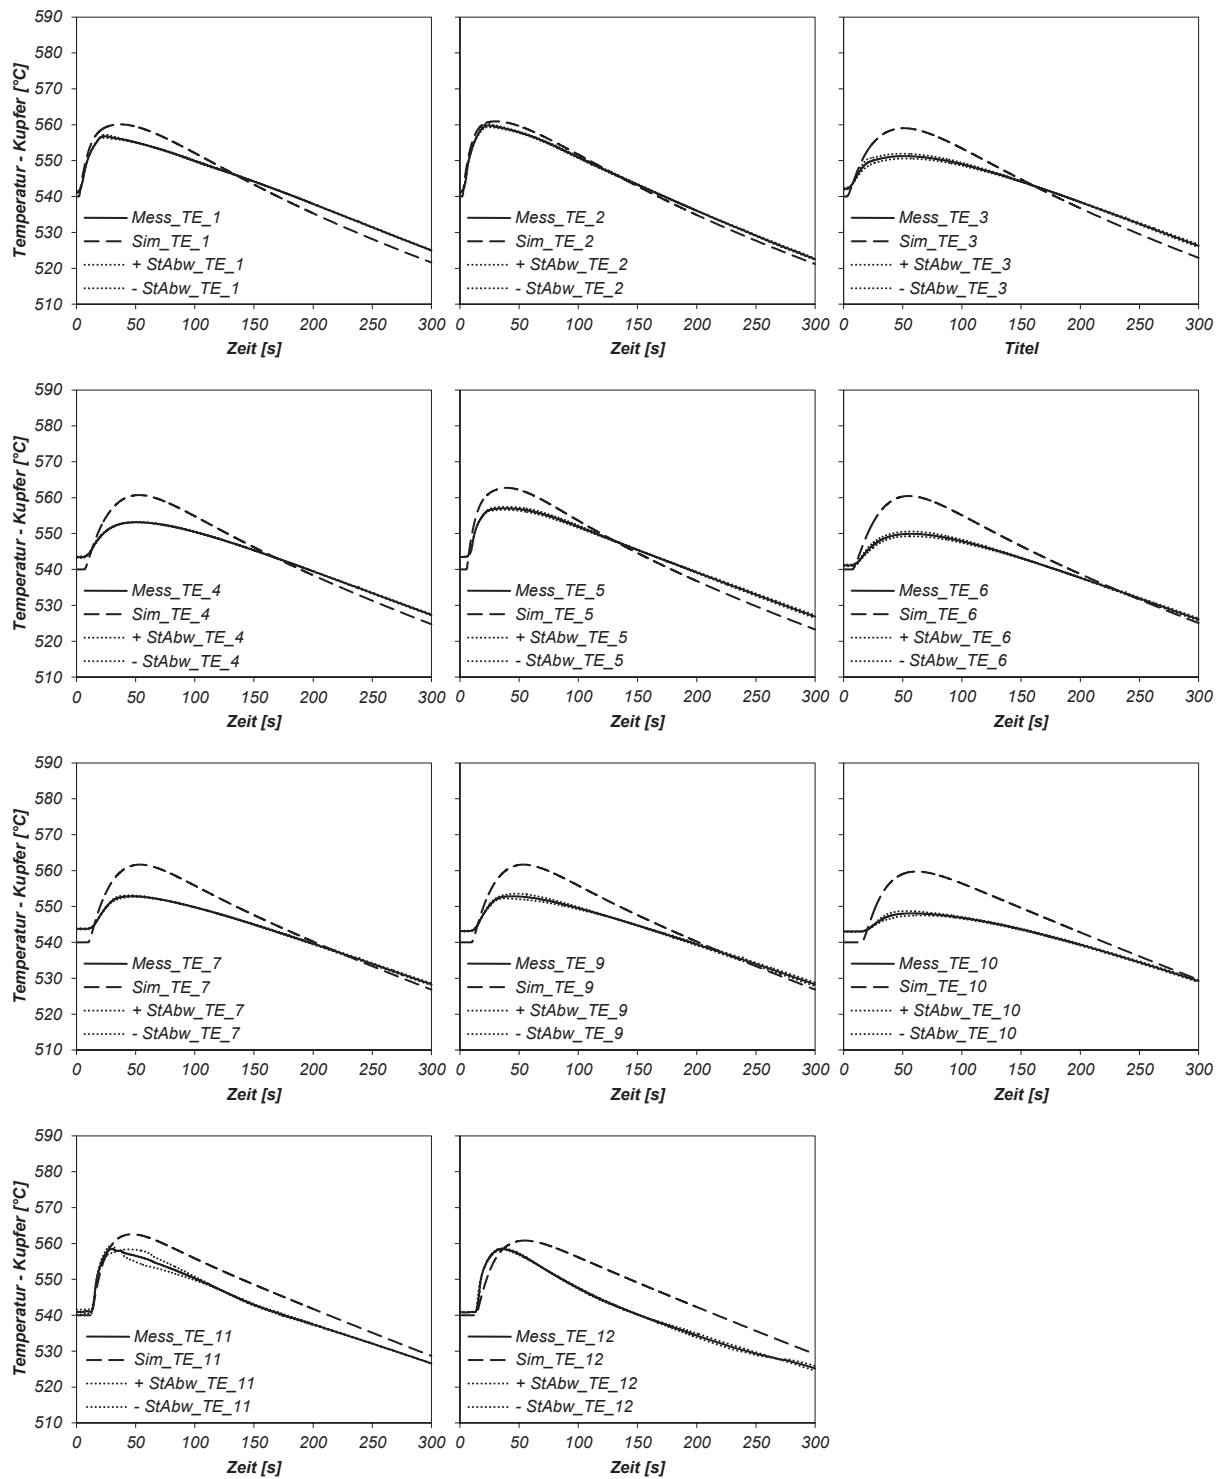 Temperatur - Kupfer [°C]
590
580
570
560
550
540
530
520
510
Mess_TE_1
Sim_TE_1
+ StAbw_TE_1
- StAbw_TE_1
0 50 100 150 200 250 300
Zeit [s]
Mess_TE_2
Sim_TE_2
+ StAbw_TE_2
- StAbw_TE_2
0 50 100 150 200 250 300
Zeit [s]
Mess_TE_3
Sim_TE_3
+ StAbw_TE_3
- StAbw_TE_3
0 50 100 150 200 250 300
Titel
Temperatur - Kupfer [°C]
590
580
570
560
550
540
530
520
510
Mess_TE_4
Sim_TE_4
+ StAbw_TE_4
- StAbw_TE_4
0 50 100 150 200 250 300
Zeit [s]
Mess_TE_5
Sim_TE_5
+ StAbw_TE_5
- StAbw_TE_5
0 50 100 150 200 250 300
Zeit [s]
Mess_TE_6
Sim_TE_6
+ StAbw_TE_6
- StAbw_TE_6
0 50 100 150 200 250 300
Zeit [s]
Temperatur - Kupfer [°C]
590
580
570
560
550
540
530
520
510
Mess_TE_7
Sim_TE_7
+ StAbw_TE_7
- StAbw_TE_7
0 50 100 150 200 250 300
Zeit [s]
Mess_TE_9
Sim_TE_9
+ StAbw_TE_9
- StAbw_TE_9
0 50 100 150 200 250 300
Zeit [s]
Mess_TE_10
Sim_TE_10
+ StAbw_TE_10
- StAbw_TE_10
0 50 100 150 200 250 300
Zeit [s]
Temperatur - Kupfer [°C]
590
580
570
560
550
540
530
520
510
Mess_TE_11
Sim_TE_11
+ StAbw_TE_11
- StAbw_TE_11
0 50 100 150 200 250 300
Zeit [s]
Mess_TE_12
Sim_TE_12
+ StAbw_TE_12
- StAbw_TE_12
0 50 100 150 200 250 300
Zeit [s]